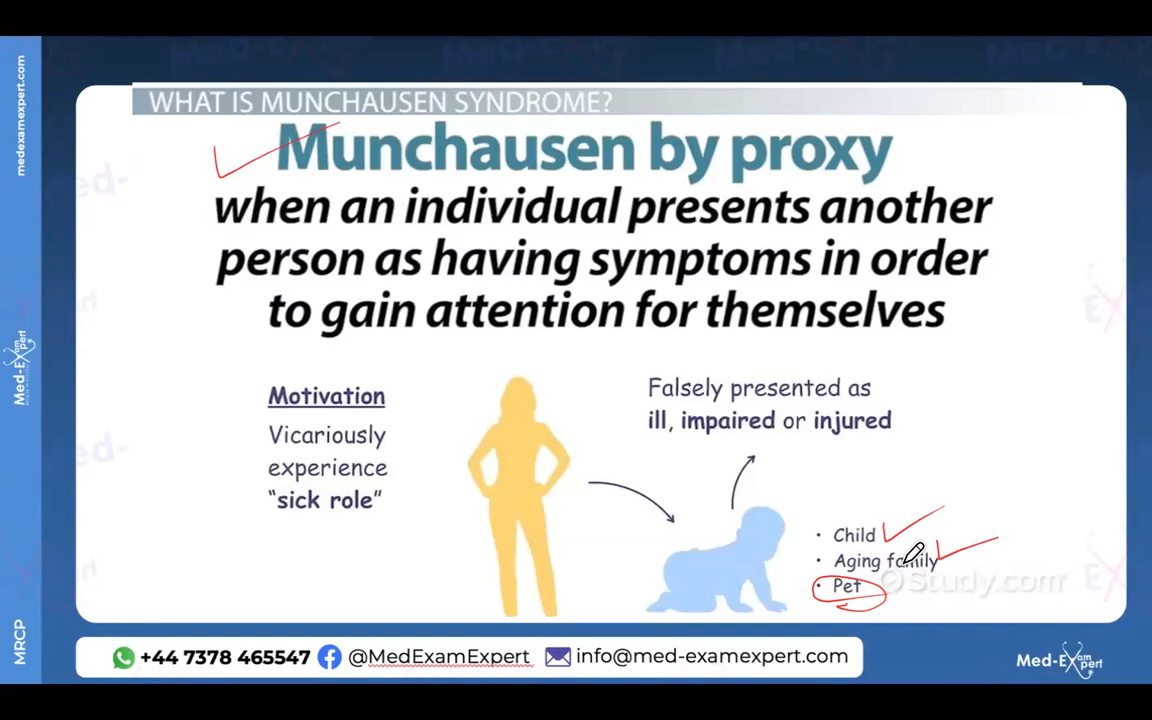 medexamexpert.com
Med-Exam Expert
MRCP
WHAT IS MUNCHAUSEN SYNDROME?
Munchausen by proxy
when an individual presents another
person as having symptoms in order
to gain attention for themselves
Motivation
Vicariously
experience
“sick role”
Falsely presented as
ill, impaired or injured
• Child
• Aging family
• Pet
Study.com
+44 7378 465547 @MedExamExpert info@med-examexpert.com
Med-Exam Expert